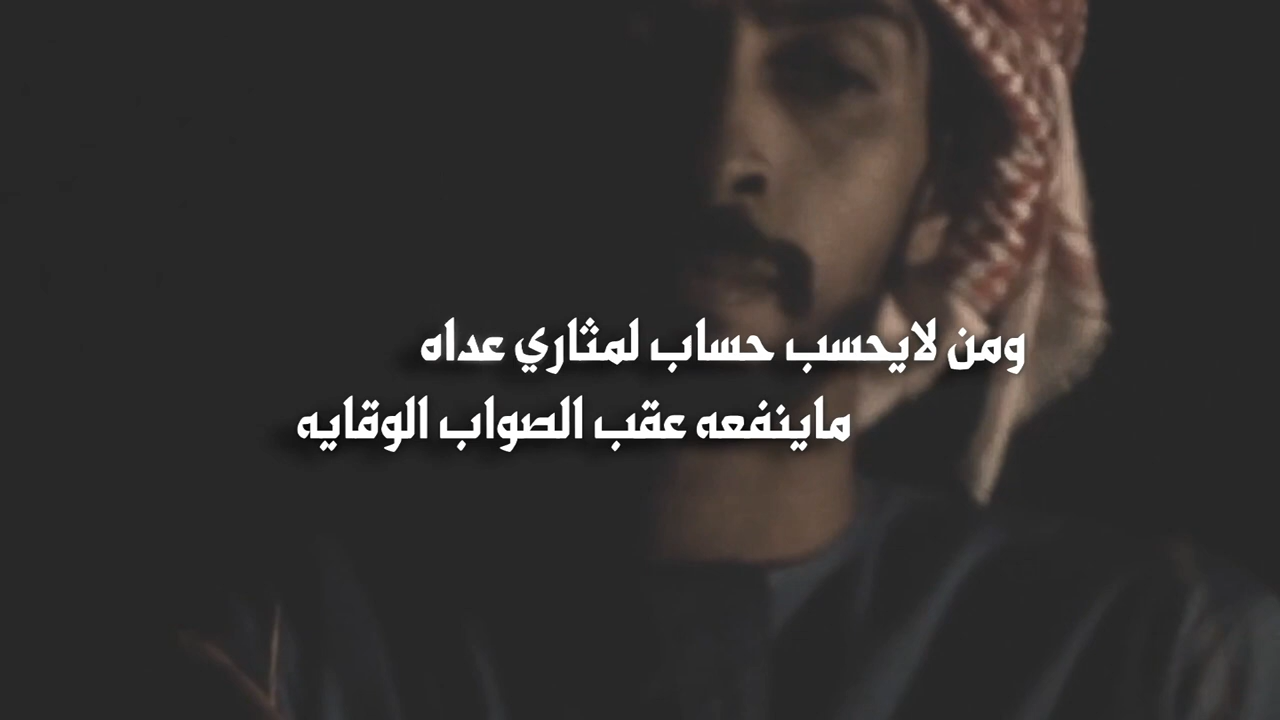 ومن لايحسب حساب لمثاري عداه
ماينفعه عقب الصواب الوقايه